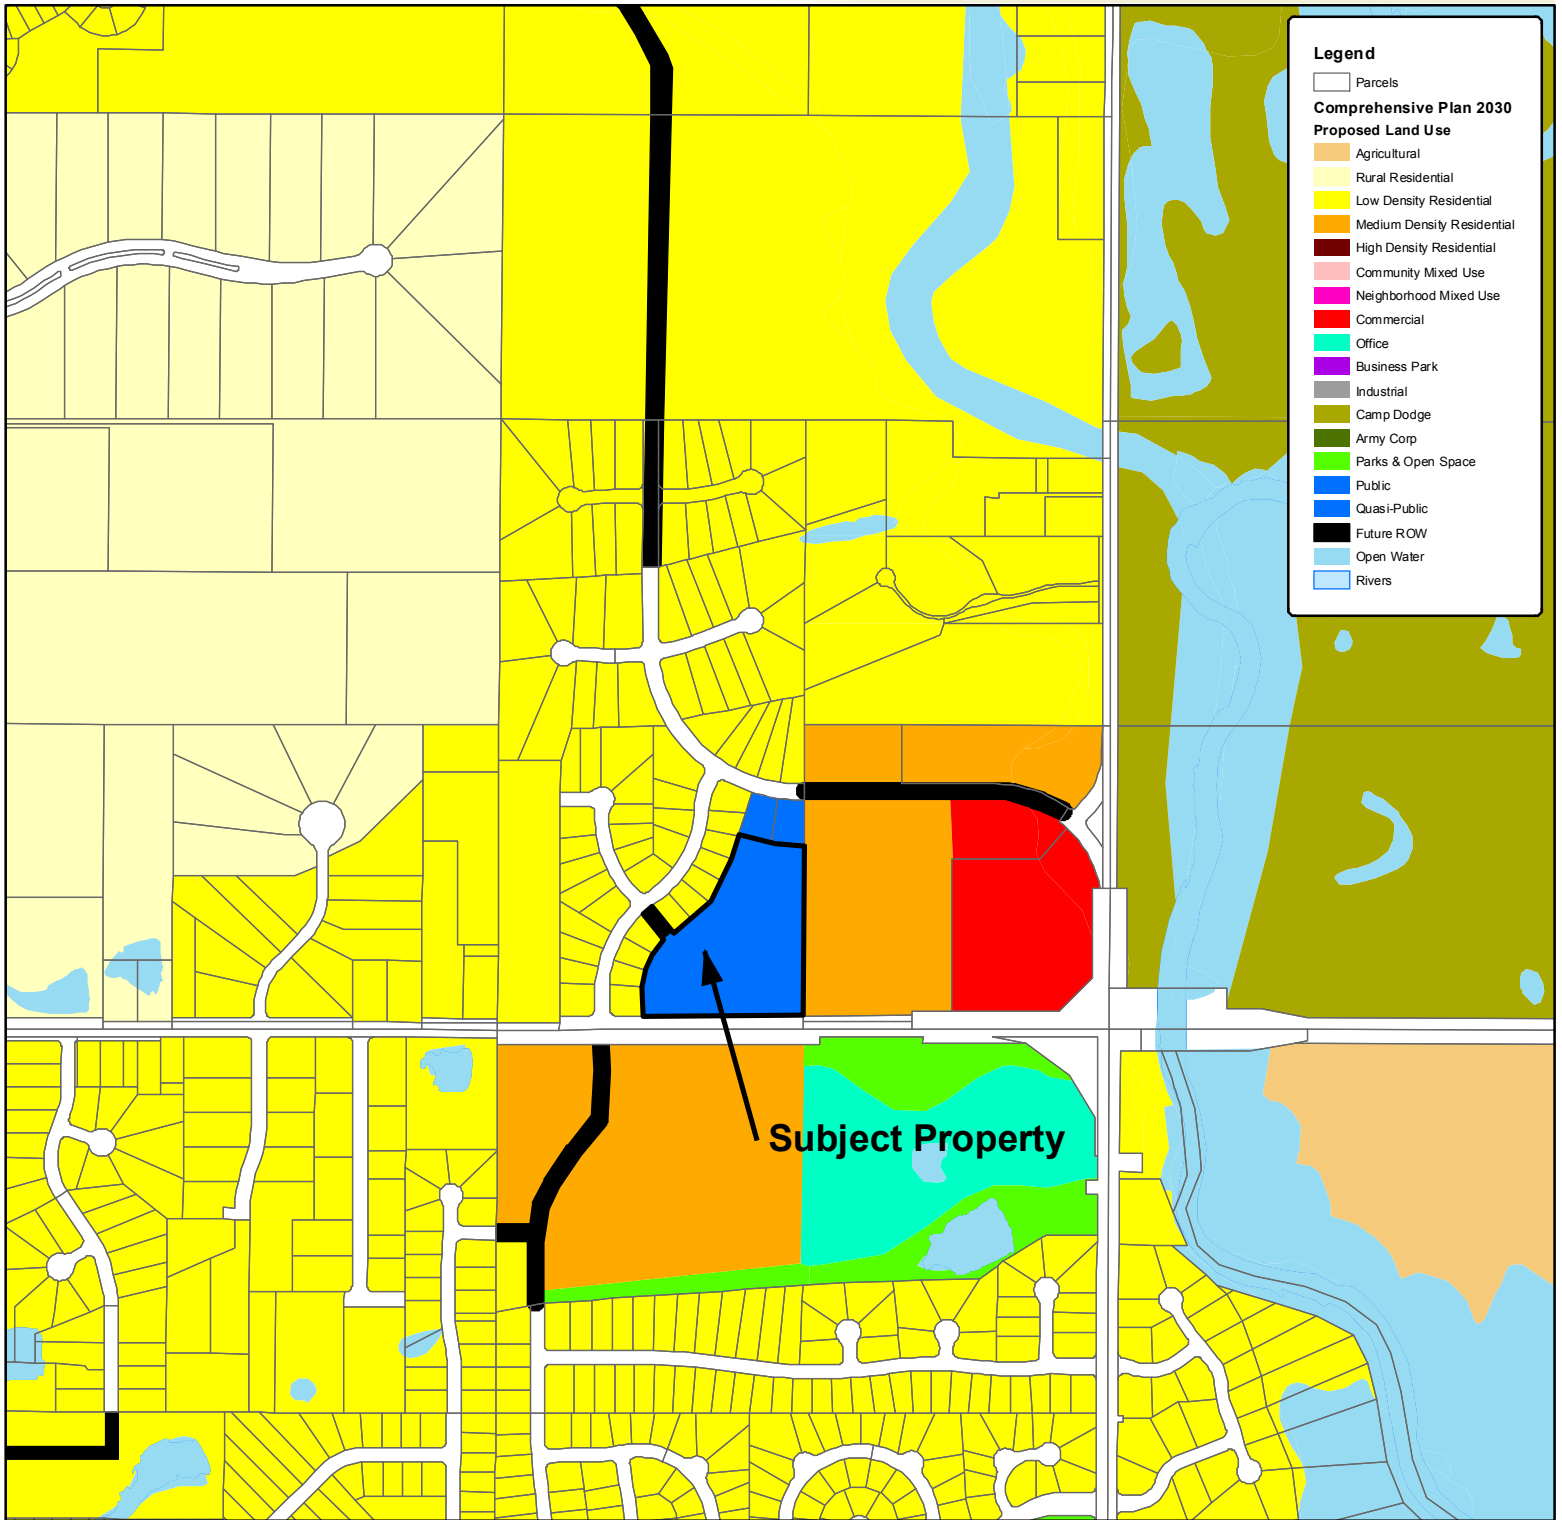 Legend
Parcels
Comprehensive Plan 2030
Proposed Land Use
Agricultural
Rural Residential
Low Density Residential
Medium Density Residential
High Density Residential
Community Mixed Use
Neighborhood Mixed Use
Commercial
Office
Business Park
Industrial
Camp Dodge
Army Corp
Parks & Open Space
Public
Quasi-Public
Future ROW
Open Water
Rivers
Subject Property